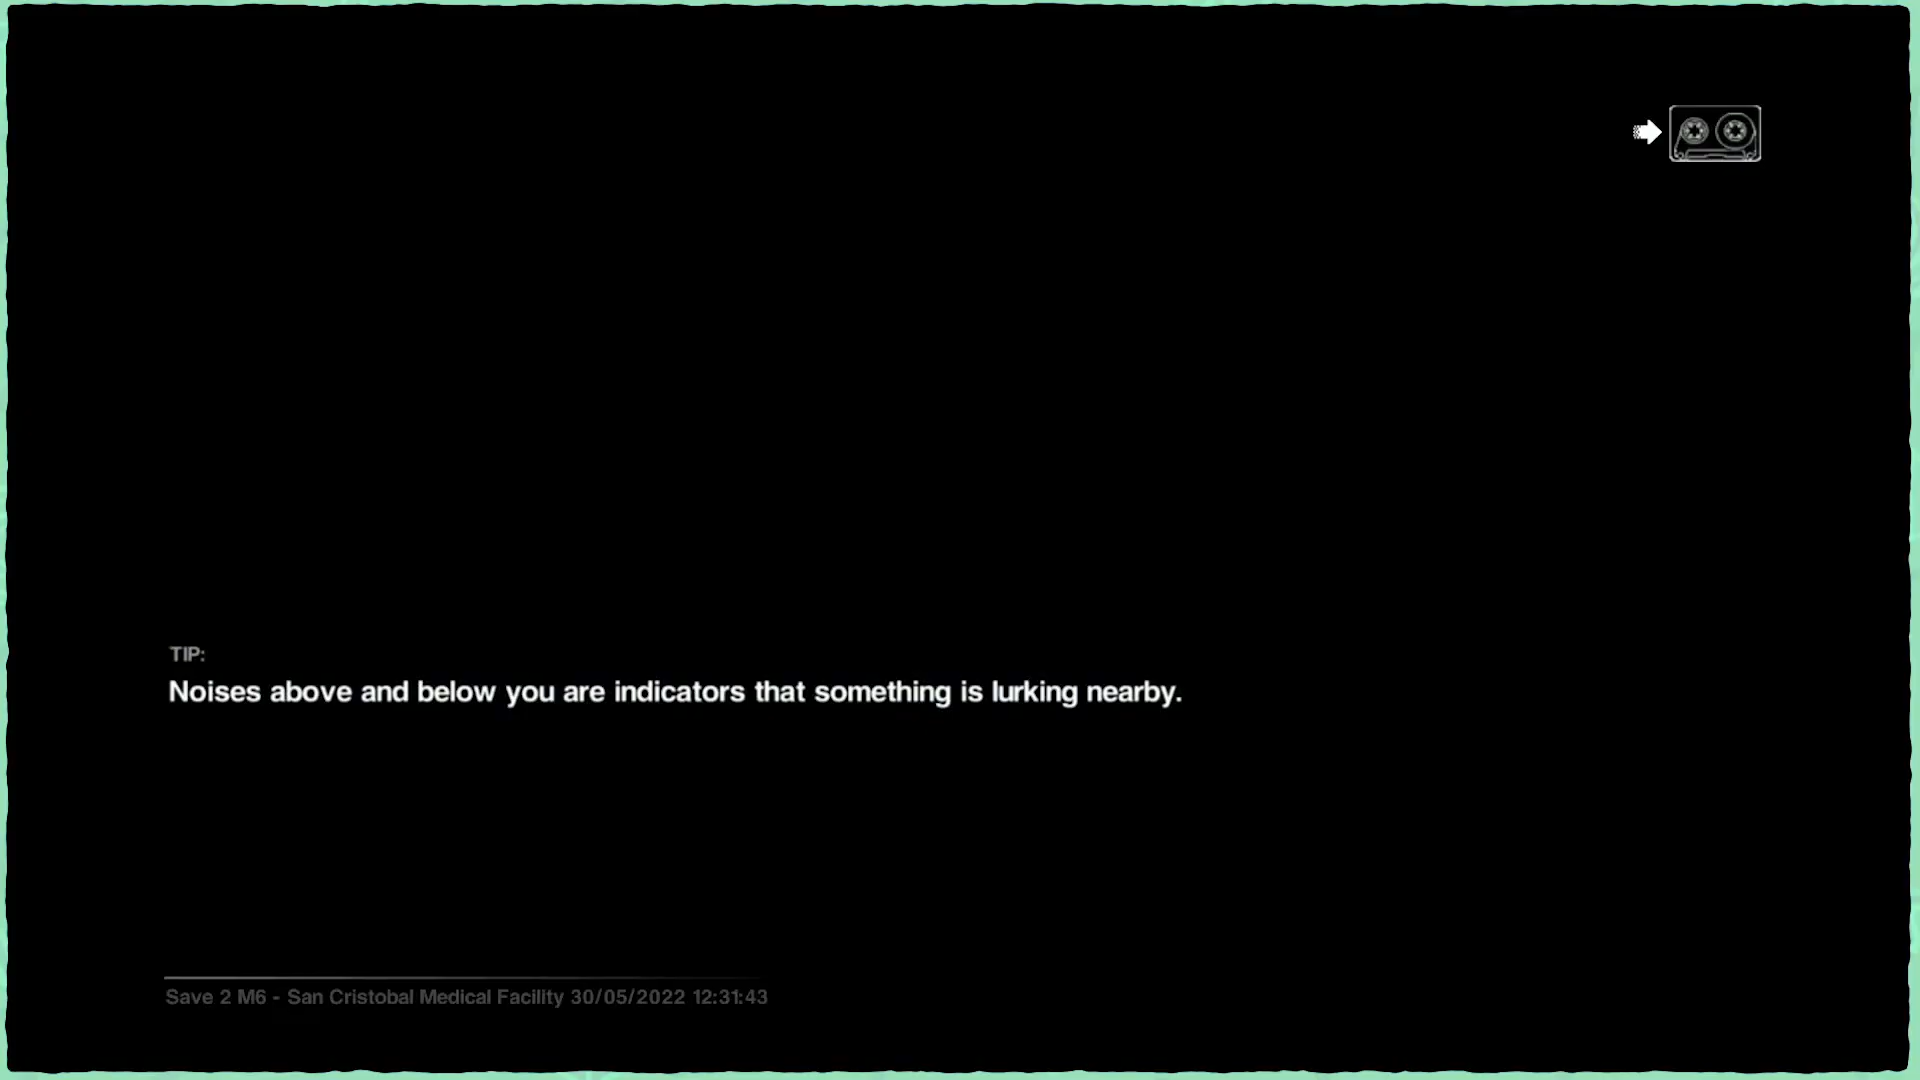 TIP:
Noises above and below you are indicators that something is lurking nearby.
Save 2 M6 - San Cristobal Medical Facility 30/05/2022 12:31:43